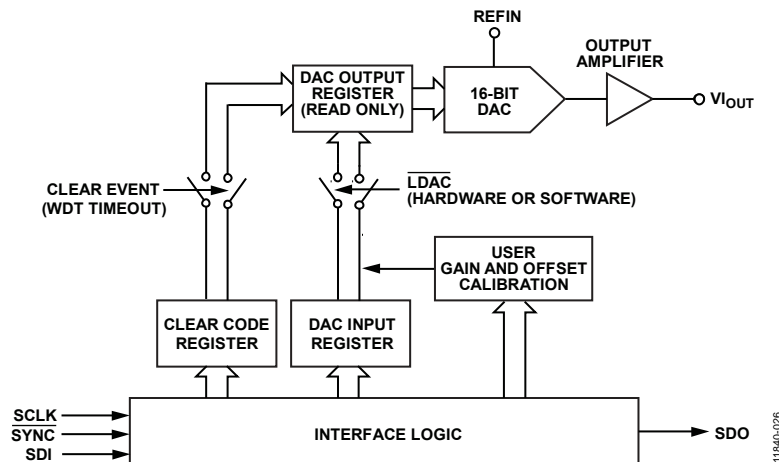 REFIN
OUTPUT
AMPLIFIER
DAC OUTPUT
REGISTER
(READ ONLY)
16-BIT
DAC
VIOUT
CLEAR EVENT
(WDT TIMEOUT)
LDAC
(HARDWARE OR SOFTWARE)
USER
GAIN AND OFFSET
CALIBRATION
CLEAR CODE
REGISTER
DAC INPUT
REGISTER
SCLK
SYNC
SDI
INTERFACE LOGIC
SDO
11840-026